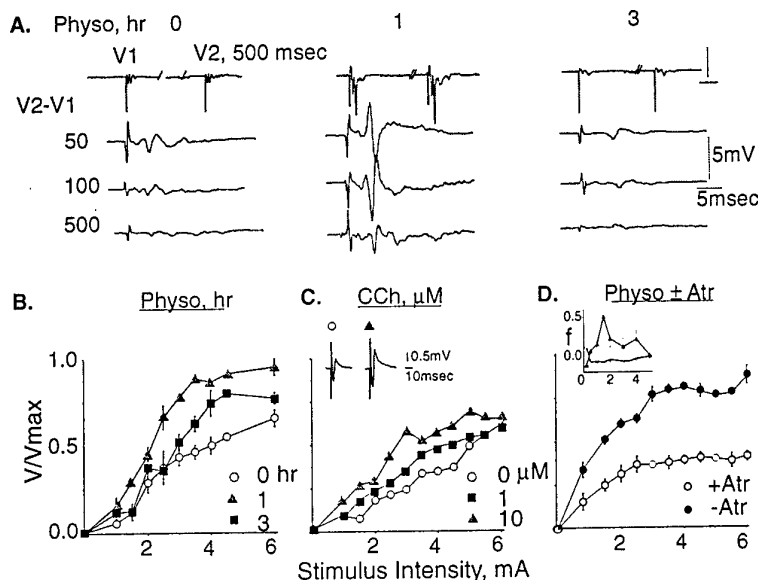 A. Physo, hr 0 1 3
V1 V2, 500 msec
V2-V1
50
100
500
5mV
5msec
B. Physo, hr
1.0
0.5
0.0
V/Vmax
2 4 6
0 hr
1
3
C. CCh, μM
0.5mV
10msec
0 μM
1
10
2 4 6
Stimulus Intensity, mA
D. Physo ± Atr
0.5
f
0.0
0 2 4
+Atr
-Atr
0 2 4 6